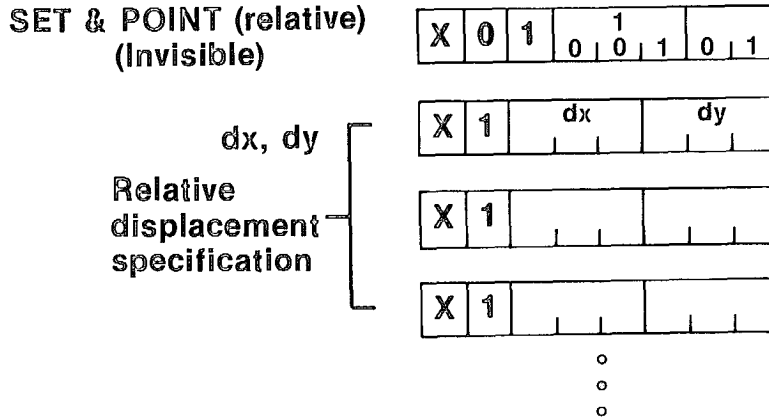 SET & POINT (relative)
(Invisible)
X 0 1 1
0 0 1 0 1
dx, dy
X 1 dx dy
Relative
displacement
specification
X 1
X 1